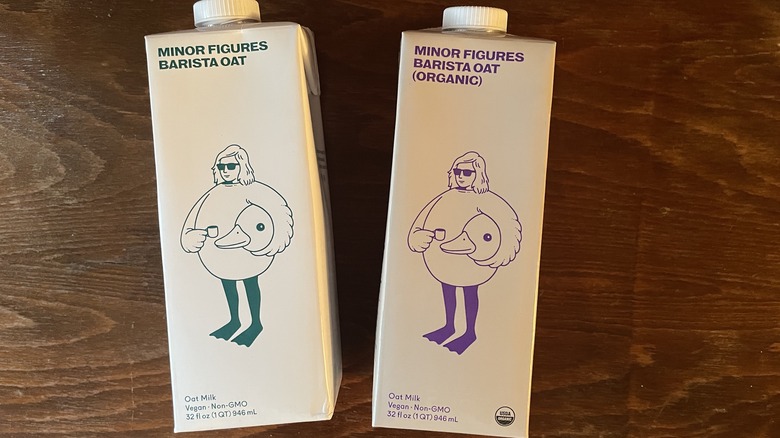 MINOR FIGURES
BARISTA OAT
Oat Milk
Vegan · Non-GMO
32 fl oz (1 QT) 946 mL
MINOR FIGURES
BARISTA OAT
(ORGANIC)
Oat Milk
Vegan · Non-GMO
32 fl oz (1 QT) 946 mL
USDA
ORGANIC